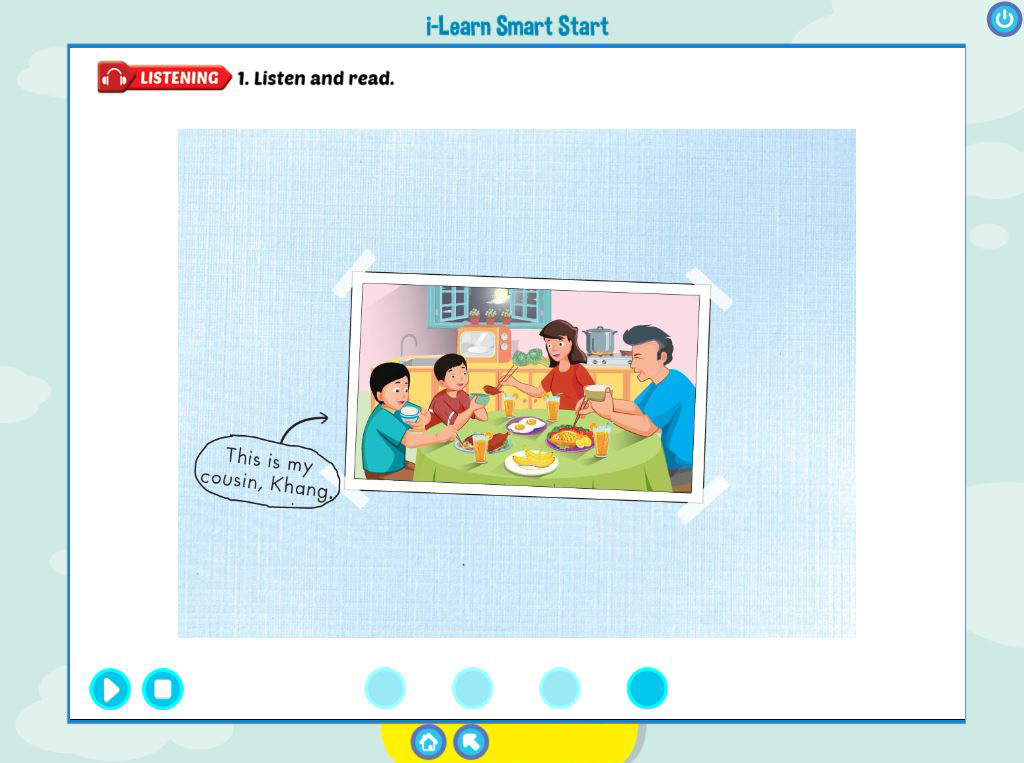 i-Learn Smart Start
LISTENING 1. Listen and read.
This is my
cousin, Khang.